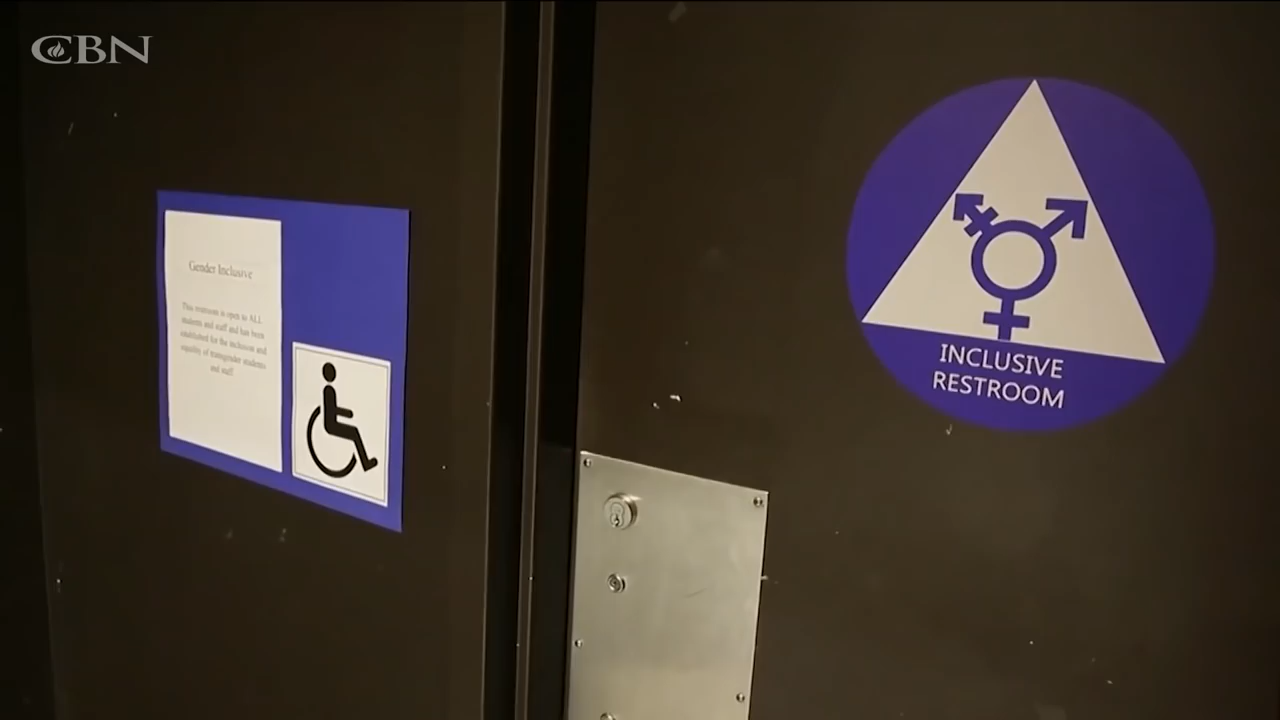 CBN
Gender Inclusive
This restroom is open to ALL
students and staff and has been
established for the inclusion and
equality of transgender students
and staff
INCLUSIVE
RESTROOM